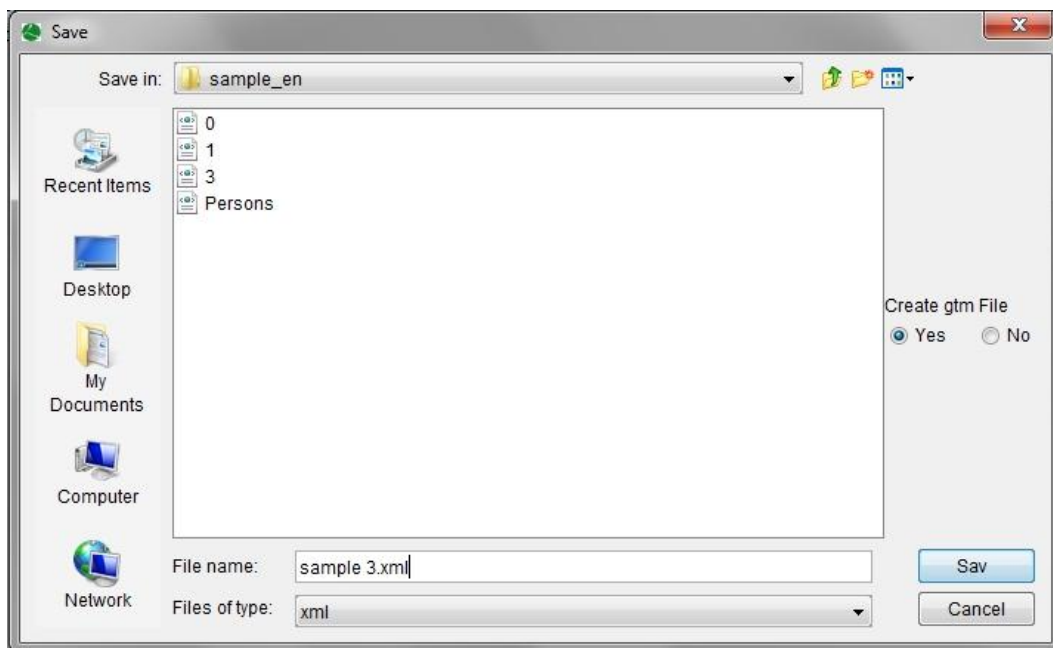 Save
Save in: sample_en
0
1
3
Persons
Recent Items
Desktop
My
Documents
Computer
Network
Create gtm File
Yes No
File name: sample 3.xml
Sav
Files of type: xml
Cancel